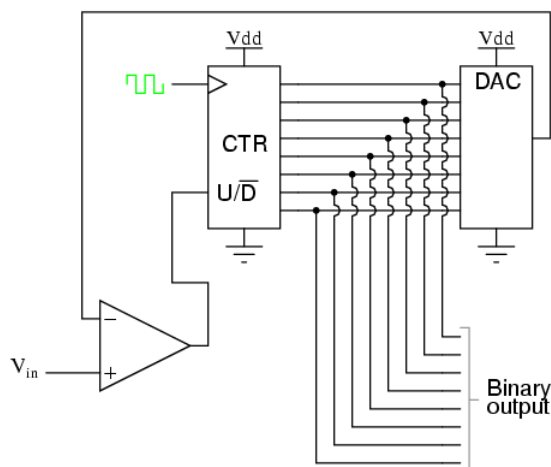 Vdd
Vdd
DAC
CTR
U/D̅
−
Vin
+
Binary
output